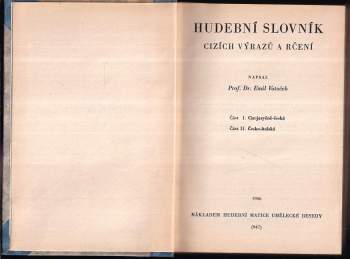 HUDEBNÍ SLOVNÍK
CIZÍCH VÝRAZŮ A RČENÍ
NAPSAL
Prof. Dr. Emil Votoček
Část I. Cizojazyčně-česká
Část II. Česko-italská
1946
NÁKLADEM HUDEBNÍ MATICE UMĚLECKÉ BESEDY